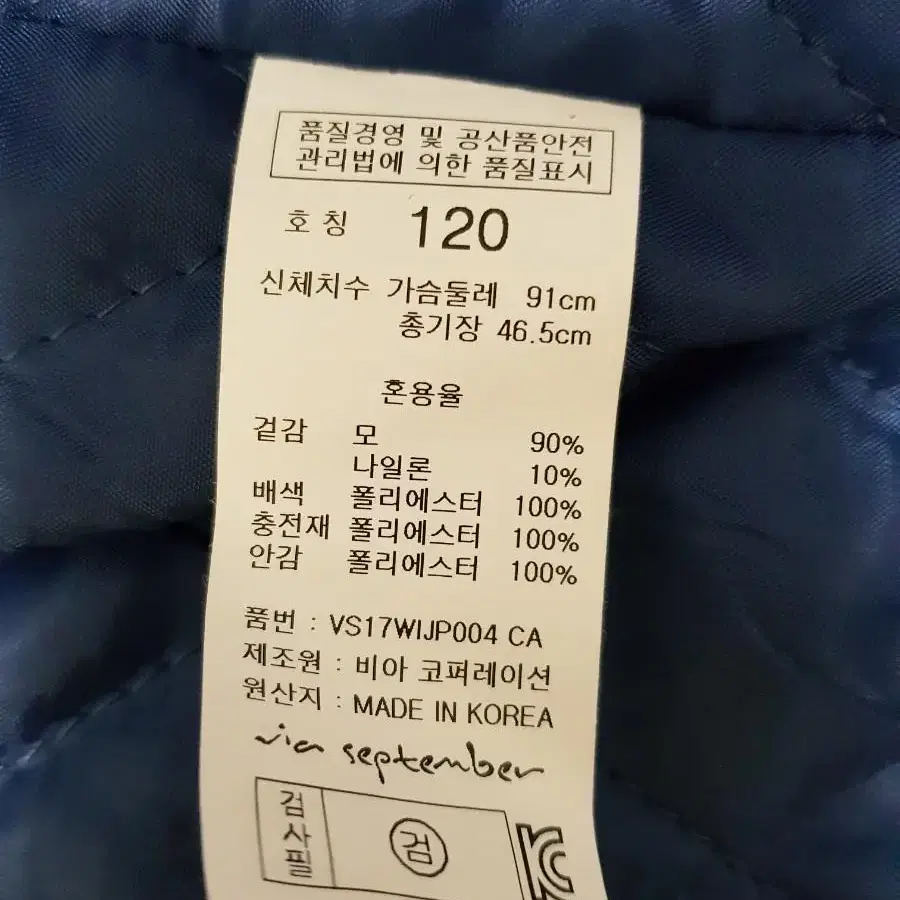 품질경영 및 공산품안전
관리법에 의한 품질표시
호 칭 120
신체치수 가슴둘레 91cm
총기장 46.5cm
혼용율
겉감 모 90%
나일론 10%
배색 폴리에스터 100%
충전재 폴리에스터 100%
안감 폴리에스터 100%
품번 : VS17WIJP004 CA
제조원 : 비아 코퍼레이션
원산지 : MADE IN KOREA
via september
검사필
검